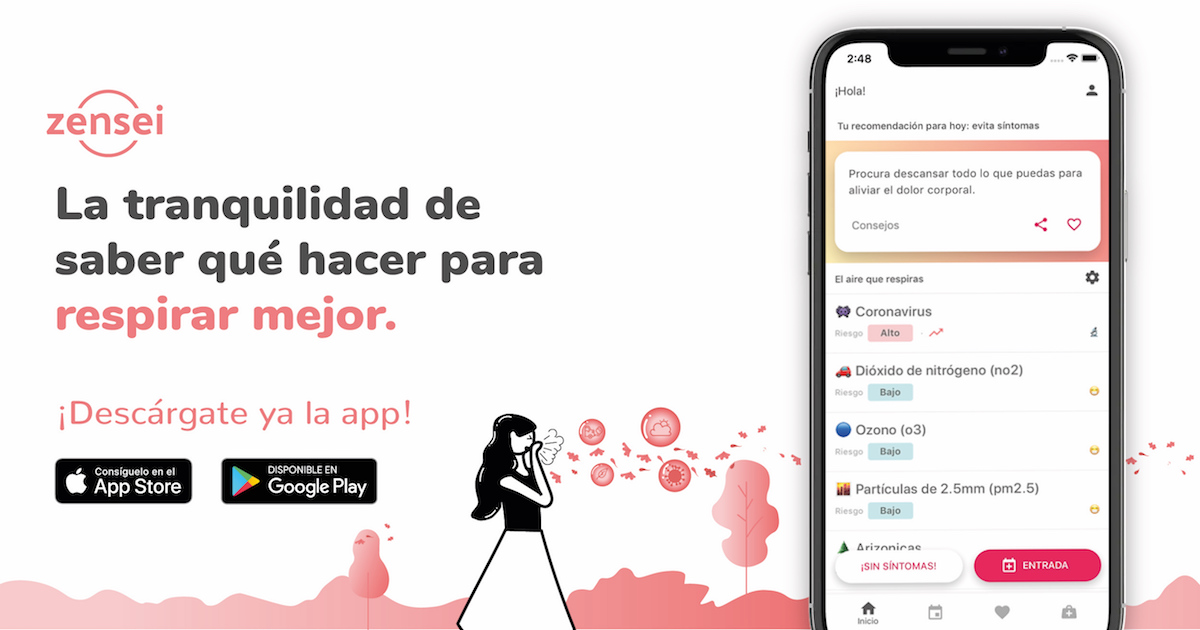 zensei
La tranquilidad de
saber qué hacer para
respirar mejor.
¡Descárgate ya la app!
Consíguelo en el
App Store
DISPONIBLE EN
Google Play
2:48
¡Hola!
Tu recomendación para hoy: evita síntomas
Procura descansar todo lo que puedas para
aliviar el dolor corporal.
Consejos
El aire que respiras
Coronavirus
Riesgo Alto
Dióxido de nitrógeno (no2)
Riesgo Bajo
Ozono (o3)
Riesgo Bajo
Partículas de 2.5mm (pm2.5)
Riesgo Bajo
Arizonicas
¡SIN SÍNTOMAS!
ENTRADA
Inicio